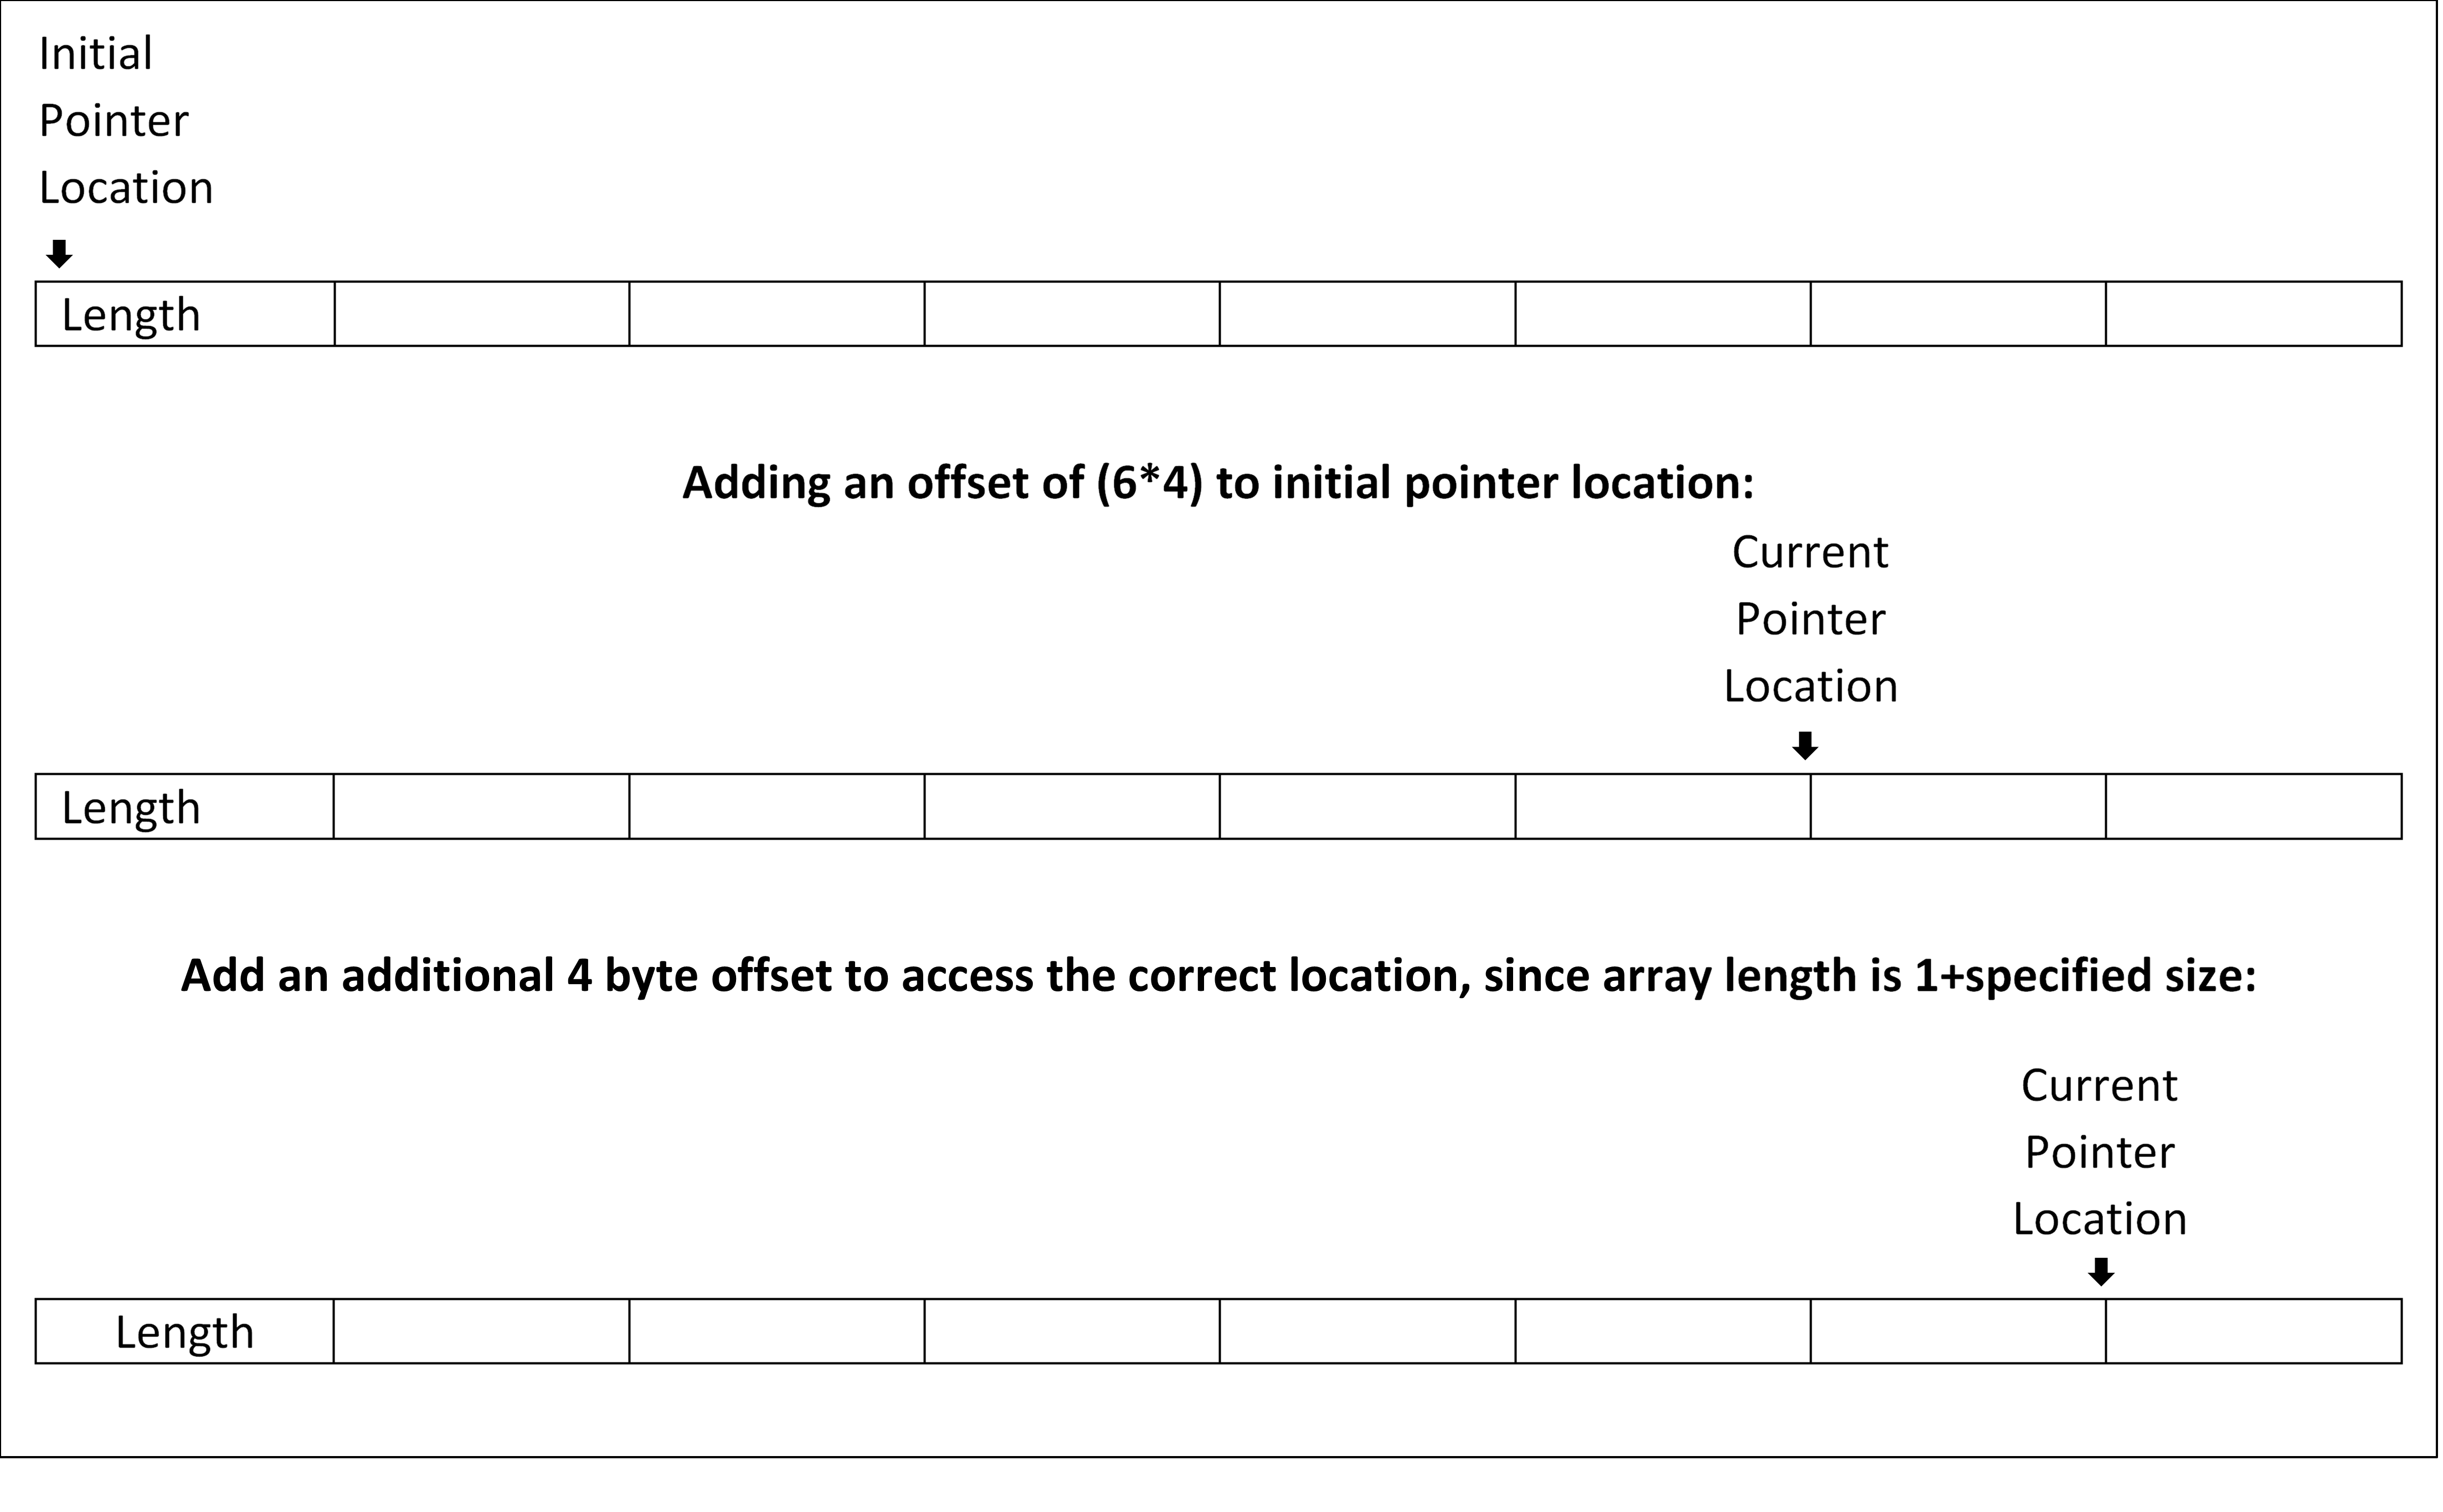 Initial
Pointer
Location
Length
Adding an offset of (6*4) to initial pointer location:
Current
Pointer
Location
Length
Add an additional 4 byte offset to access the correct location, since array length is 1+specified size:
Current
Pointer
Location
Length